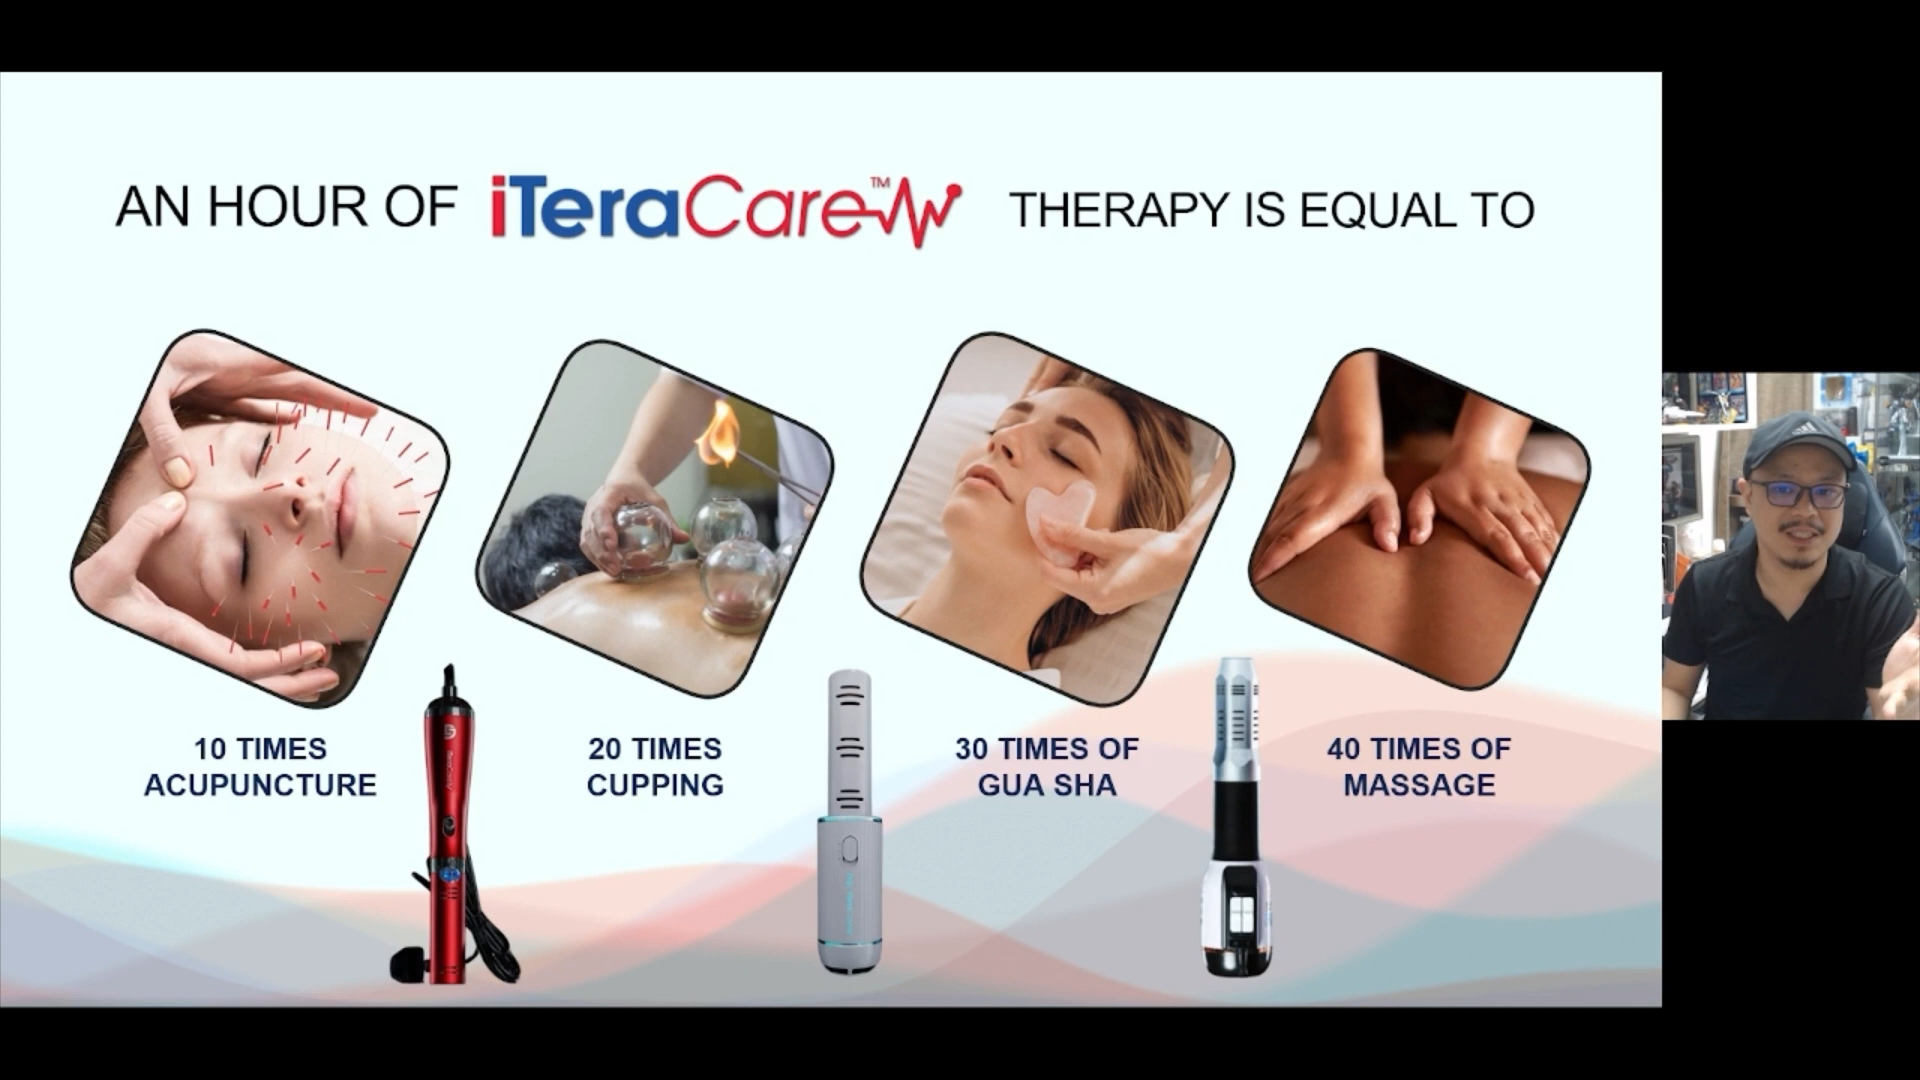 AN HOUR OF iTeraCare™ THERAPY IS EQUAL TO
10 TIMES
ACUPUNCTURE
20 TIMES
CUPPING
30 TIMES OF
GUA SHA
40 TIMES OF
MASSAGE